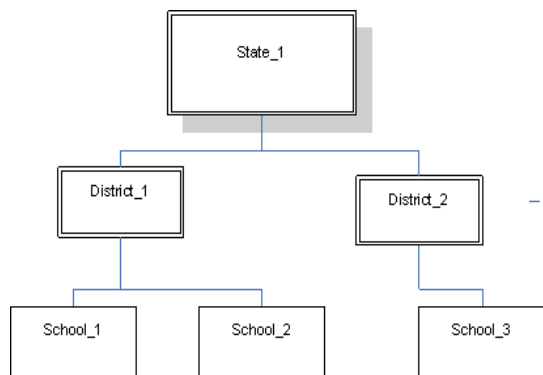 State_1
District_1
District_2
School_1
School_2
School_3